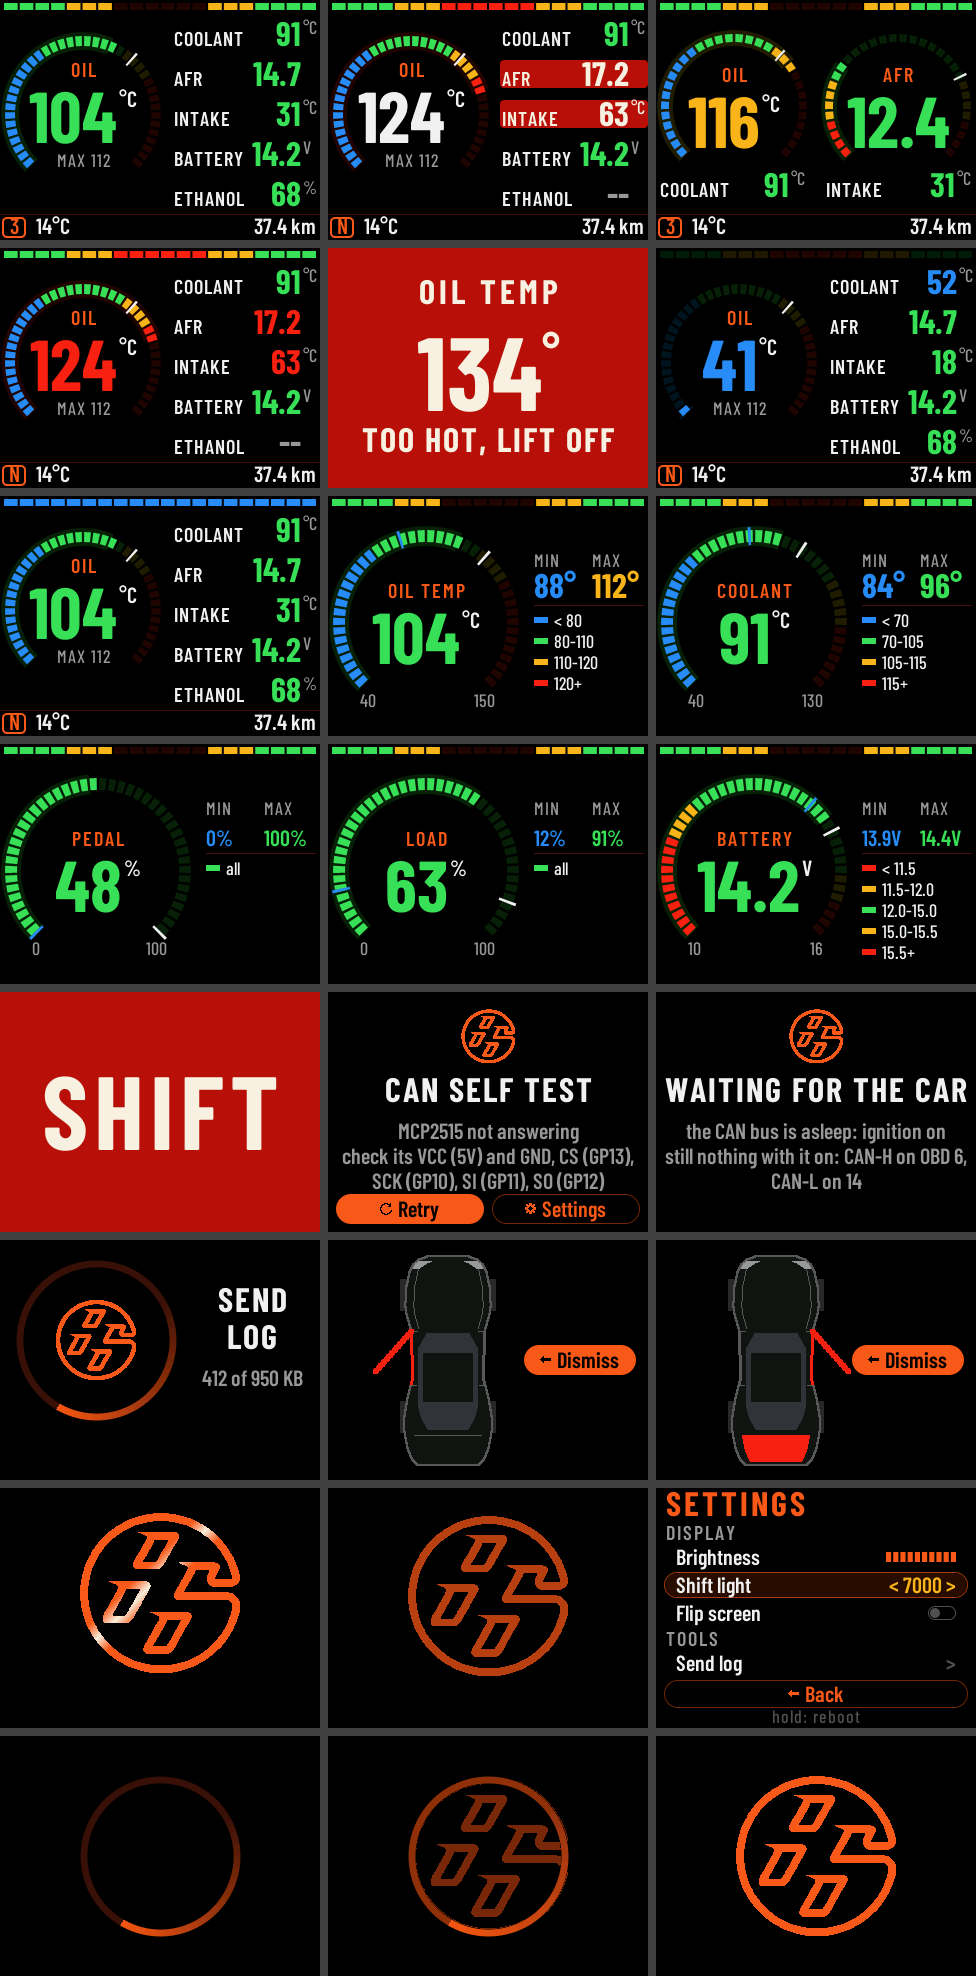 COOLANT 91°C
OIL
AFR 14.7
104°C
INTAKE 31°C
MAX 112
BATTERY 14.2V
ETHANOL 68%
3 14°C 37.4 km
COOLANT 91°C
OIL
AFR 17.2
124°C
INTAKE 63°C
MAX 112
BATTERY 14.2V
ETHANOL --
N 14°C 37.4 km
OIL AFR
116°C 12.4
COOLANT 91°C INTAKE 31°C
3 14°C 37.4 km
COOLANT 91°C
OIL
AFR 17.2
124°C
INTAKE 63°C
MAX 112
BATTERY 14.2V
ETHANOL --
N 14°C 37.4 km
OIL TEMP
134°
TOO HOT, LIFT OFF
COOLANT 52°C
OIL
AFR 14.7
41°C
INTAKE 18°C
MAX 112
BATTERY 14.2V
ETHANOL 68%
N 14°C 37.4 km
COOLANT 91°C
OIL
AFR 14.7
104°C
INTAKE 31°C
MAX 112
BATTERY 14.2V
ETHANOL 68%
N 14°C 37.4 km
OIL TEMP
104°C
40 150
MIN MAX
88° 112°
< 80
80-110
110-120
120+
COOLANT
91°C
40 130
MIN MAX
84° 96°
< 70
70-105
105-115
115+
PEDAL
48%
0 100
MIN MAX
0% 100%
all
LOAD
63%
0 100
MIN MAX
12% 91%
all
BATTERY
14.2V
10 16
MIN MAX
13.9V 14.4V
< 11.5
11.5-12.0
12.0-15.0
15.0-15.5
15.5+
SHIFT
CAN SELF TEST
MCP2515 not answering
check its VCC (5V) and GND, CS (GP13),
SCK (GP10), SI (GP11), SO (GP12)
Retry Settings
WAITING FOR THE CAR
the CAN bus is asleep: ignition on
still nothing with it on: CAN-H on OBD 6,
CAN-L on 14
SEND
LOG
412 of 950 KB
Dismiss
Dismiss
SETTINGS
DISPLAY
Brightness
Shift light < 7000 >
Flip screen
TOOLS
Send log >
Back
hold: reboot